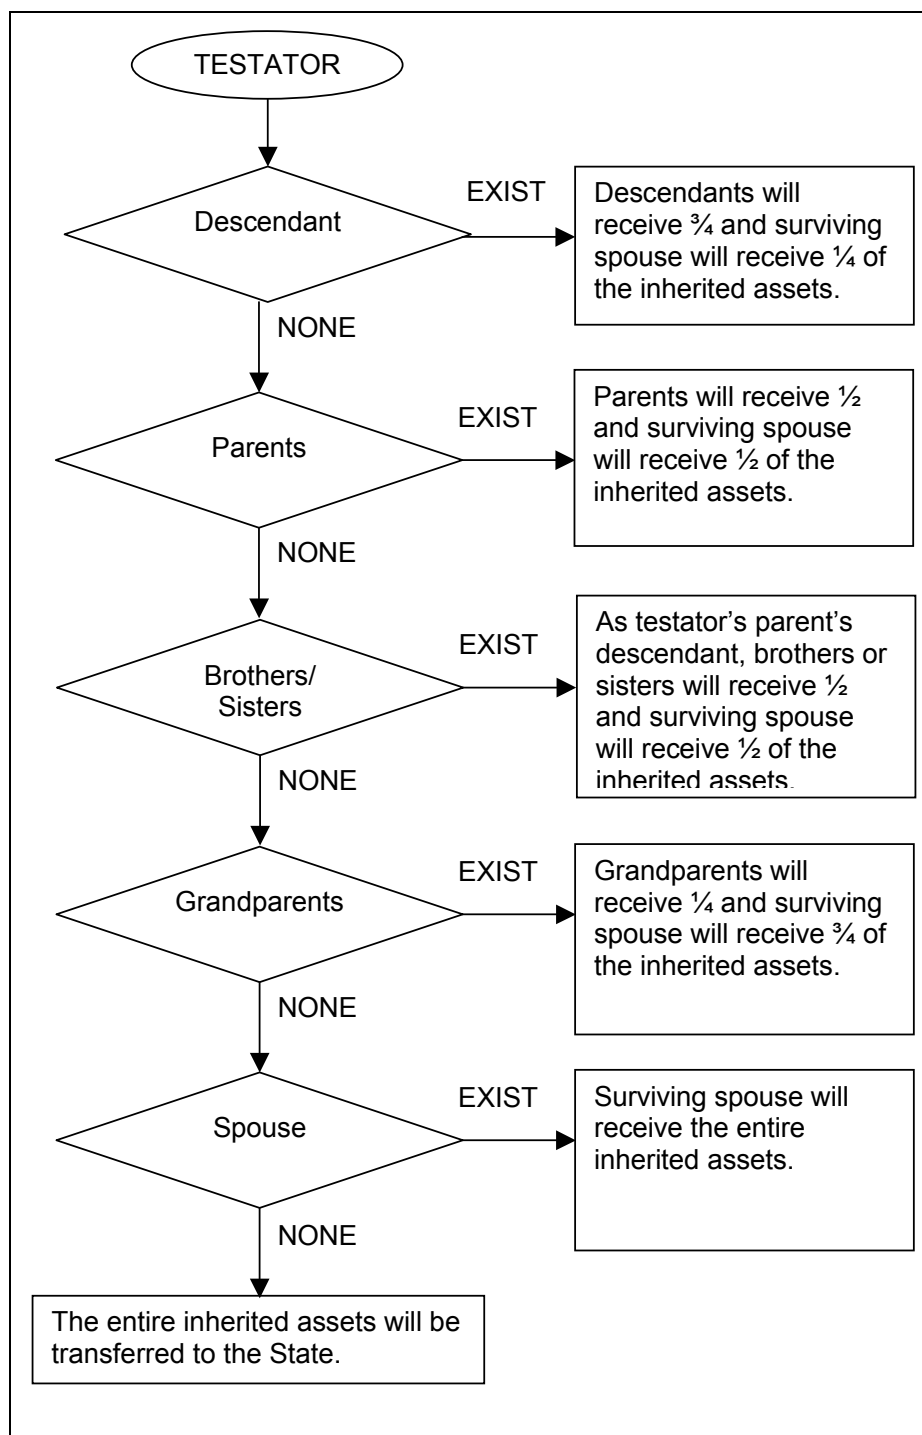 TESTATOR
Descendant
EXIST
Descendants will
receive ¾ and surviving
spouse will receive ¼ of
the inherited assets.
NONE
Parents
EXIST
Parents will receive ½
and surviving spouse
will receive ½ of the
inherited assets.
NONE
Brothers/
Sisters
EXIST
As testator’s parent’s
descendant, brothers or
sisters will receive ½
and surviving spouse
will receive ½ of the
inherited assets.
NONE
Grandparents
EXIST
Grandparents will
receive ¼ and surviving
spouse will receive ¾ of
the inherited assets.
NONE
Spouse
EXIST
Surviving spouse will
receive the entire
inherited assets.
NONE
The entire inherited assets will be
transferred to the State.